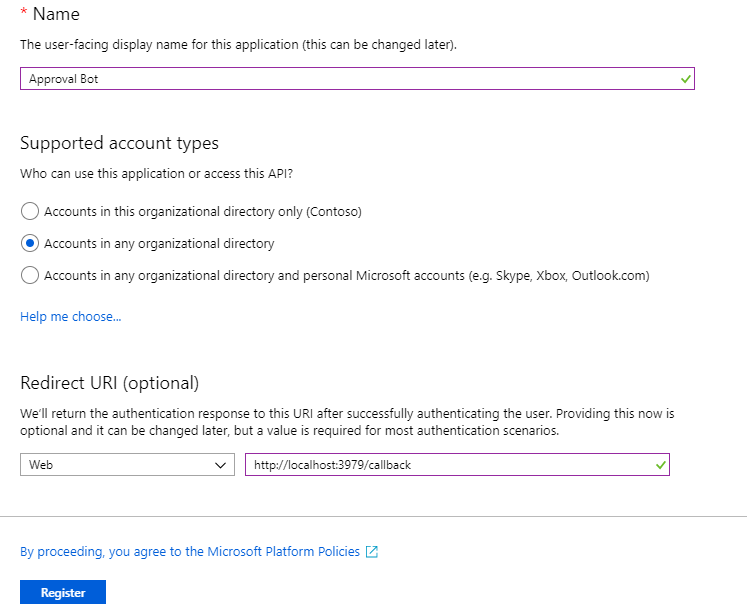 * Name
The user-facing display name for this application (this can be changed later).
Approval Bot
Supported account types
Who can use this application or access this API?
Accounts in this organizational directory only (Contoso)
Accounts in any organizational directory
Accounts in any organizational directory and personal Microsoft accounts (e.g. Skype, Xbox, Outlook.com)
Help me choose...
Redirect URI (optional)
We'll return the authentication response to this URI after successfully authenticating the user. Providing this now is
optional and it can be changed later, but a value is required for most authentication scenarios.
Web http://localhost:3979/callback
By proceeding, you agree to the Microsoft Platform Policies
Register